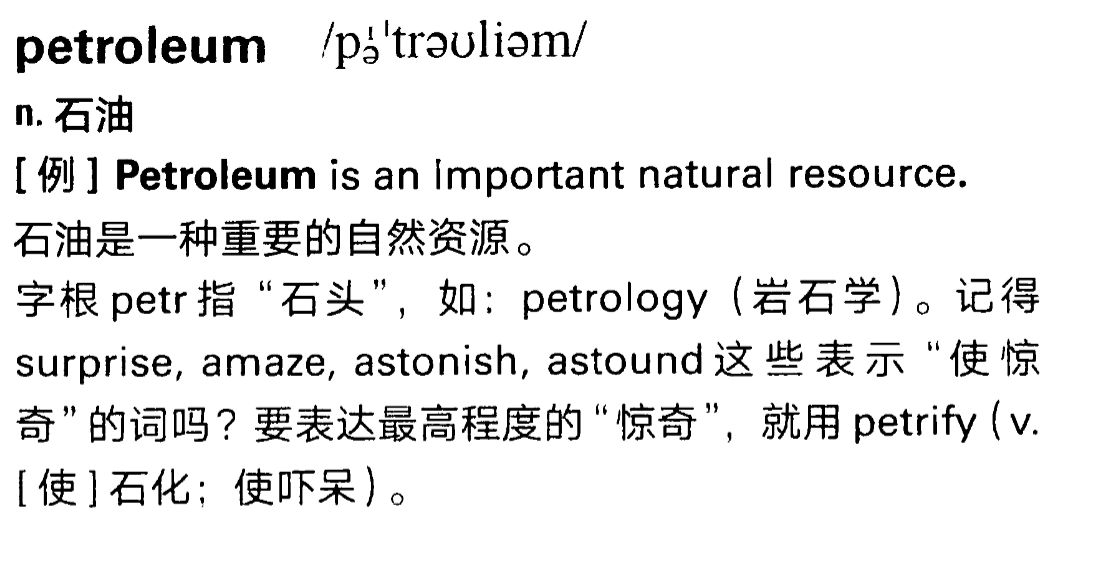 petroleum /pɪ̩ə'trəʊliəm/
n. 石油
[ 例 ] Petroleum is an Important natural resource.
石油是一种重要的自然资源。
字根 petr 指 “石头”，如：petrology（岩石学）。记得
surprise, amaze, astonish, astound 这些表示 “使惊
奇” 的词吗？要表达最高程度的 “惊奇”，就用 petrify（v.
[ 使 ] 石化；使吓呆）。